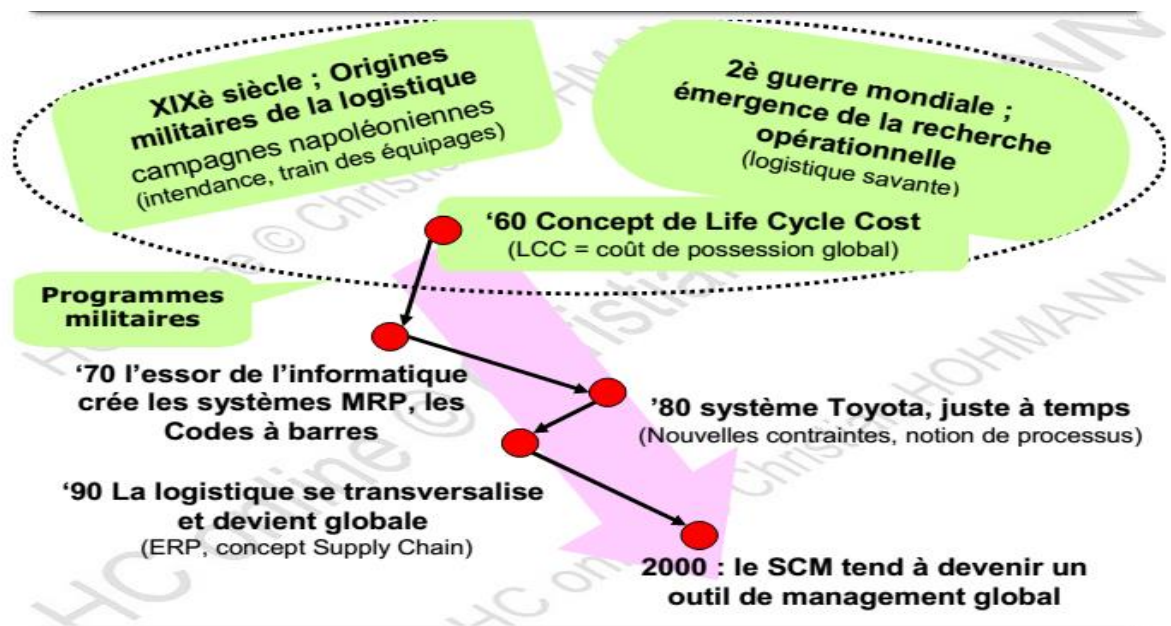 XIXè siècle ; Origines
militaires de la logistique
campagnes napoléoniennes
(intendance, train des équipages)
2è guerre mondiale ;
émergence de la recherche
opérationnelle
(logistique savante)
‘60 Concept de Life Cycle Cost
(LCC = coût de possession global)
Programmes
militaires
‘70 l’essor de l’informatique
crée les systèmes MRP, les
Codes à barres
‘80 système Toyota, juste à temps
(Nouvelles contraintes, notion de processus)
‘90 La logistique se transversalise
et devient globale
(ERP, concept Supply Chain)
2000 : le SCM tend à devenir un
outil de management global
HC online © Christian HOHMANN